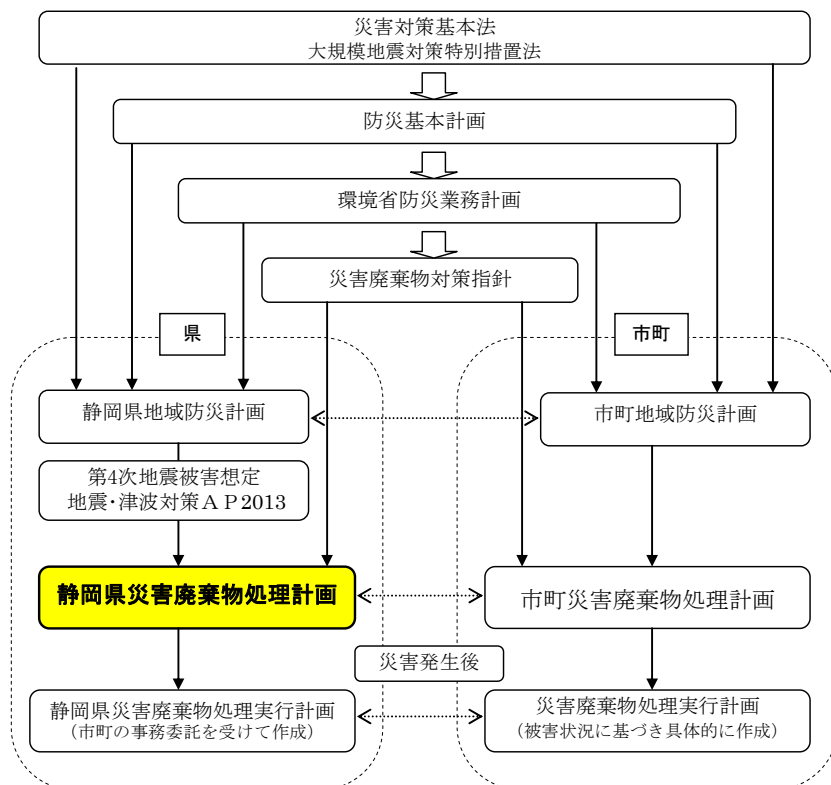 災害対策基本法
大規模地震対策特別措置法
防災基本計画
環境省防災業務計画
災害廃棄物対策指針
県
市町
静岡県地域防災計画
市町地域防災計画
第4次地震被害想定
地震・津波対策ＡＰ2013
静岡県災害廃棄物処理計画
市町災害廃棄物処理計画
災害発生後
静岡県災害廃棄物処理実行計画
（市町の事務委託を受けて作成）
災害廃棄物処理実行計画
（被害状況に基づき具体的に作成）